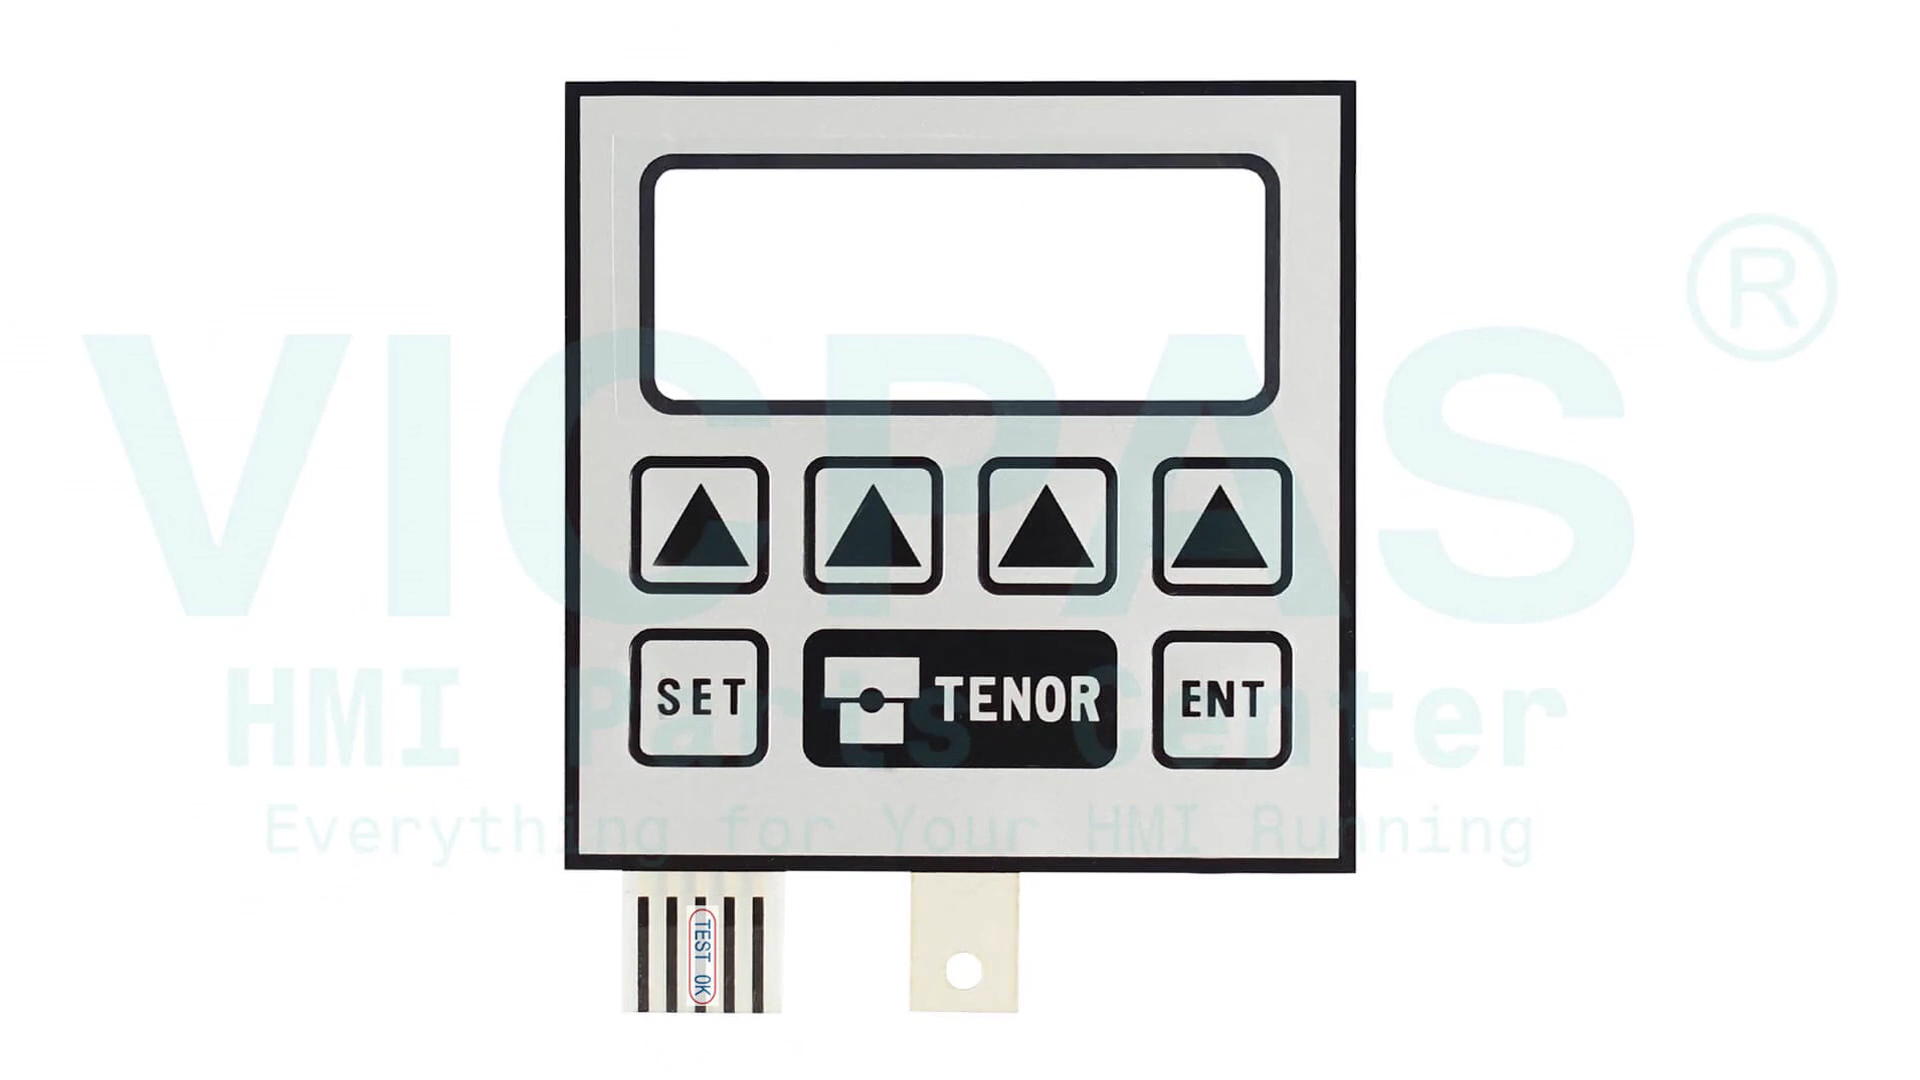 VICPAS ®
SET TENOR ENT
HMI Parts Center
Everything for Your HMI Running
TEST OK